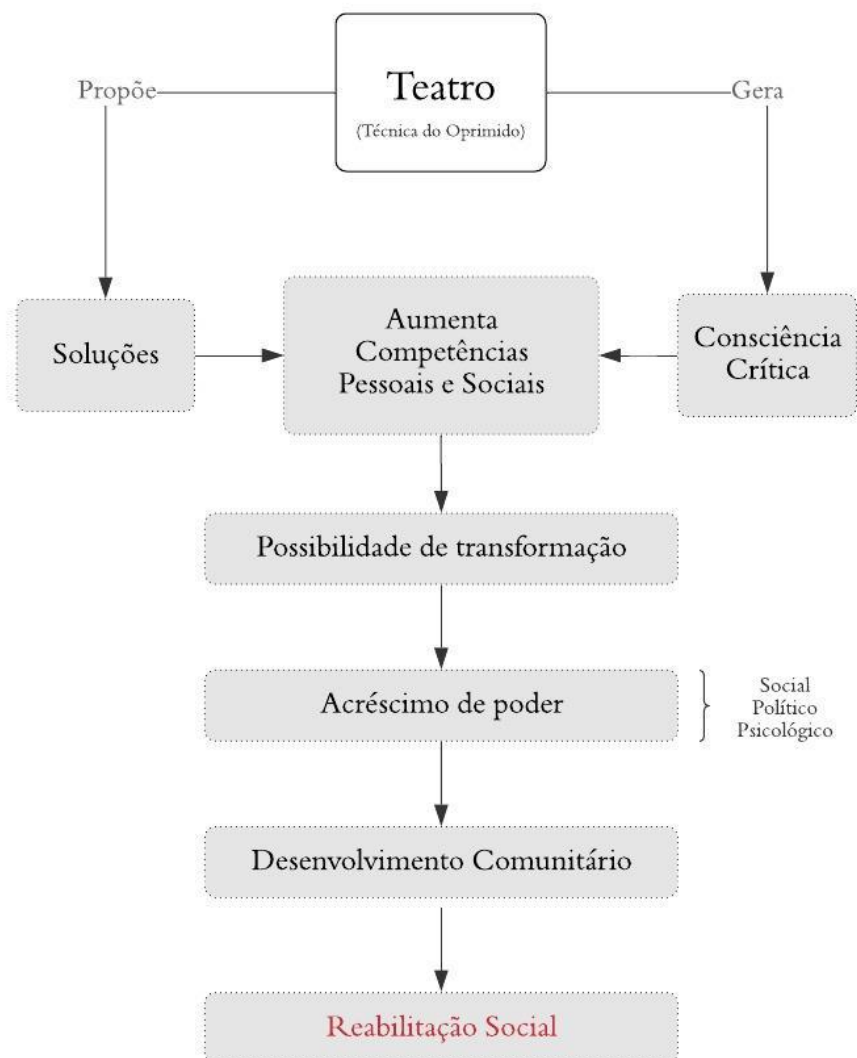 Propõe
Teatro
(Técnica do Oprimido)
Gera
Soluções
Aumenta
Competências
Pessoais e Sociais
Consciência
Crítica
Possibilidade de transformação
Acréscimo de poder
Social
Político
Psicológico
Desenvolvimento Comunitário
Reabilitação Social